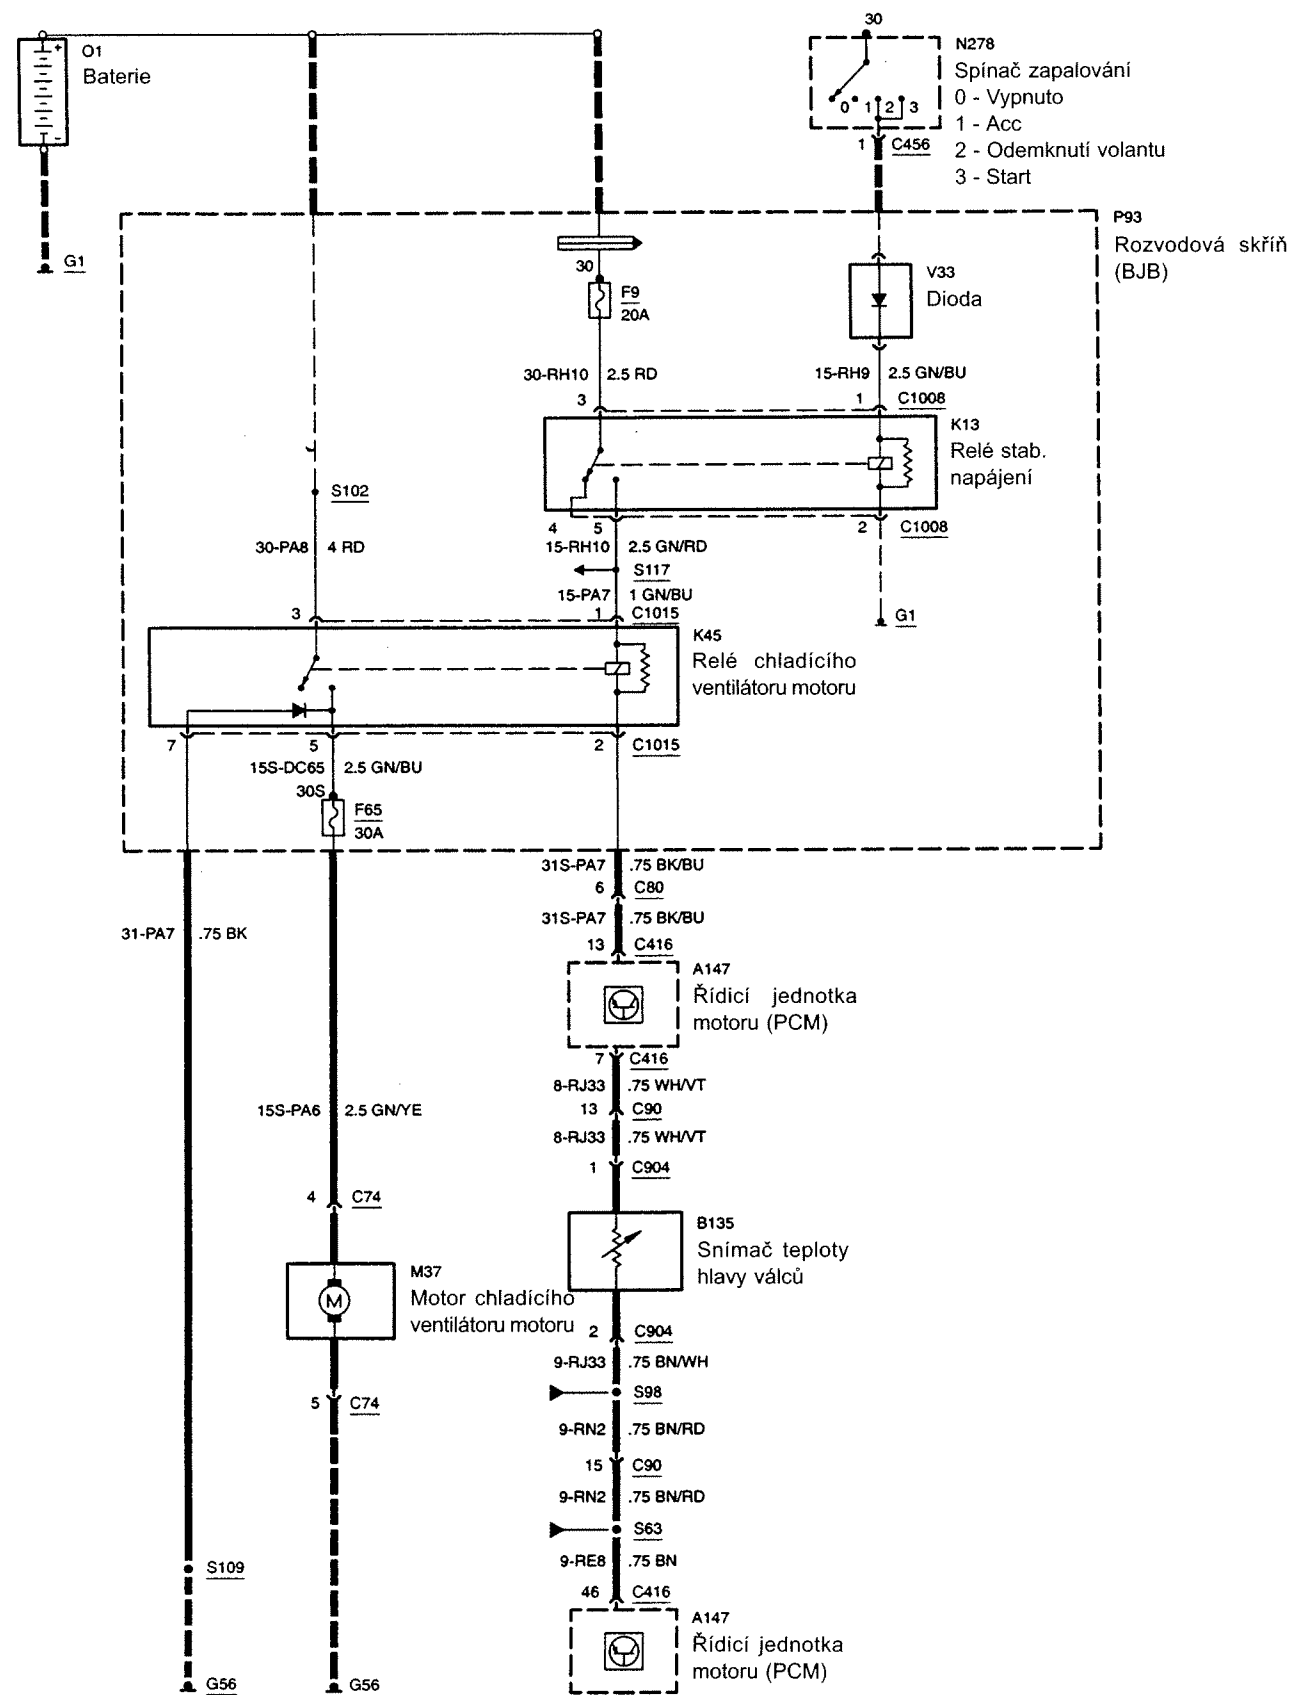 30
O1
Baterie
+
-
G1
N278
Spínač zapalování
0 - Vypnuto
1 - Acc
2 - Odemknutí volantu
3 - Start
0 1 2 3
1 C456
P93
Rozvodová skříň
(BJB)
30
F9
20A
V33
Dioda
30-RH10 2.5 RD
15-RH9 2.5 GN/BU
3 1 C1008
K13
Relé stab.
napájení
S102
4 5 2 C1008
30-PA8 4 RD
15-RH10 2.5 GN/RD
S117
15-PA7 1 GN/BU
3 1 C1015
G1
K45
Relé chladícího
ventilátoru motoru
7 5 2 C1015
15S-DC65 2.5 GN/BU
30S
F65
30A
31S-PA7 .75 BK/BU
6 C80
31S-PA7 .75 BK/BU
31-PA7 .75 BK
13 C416
A147
Řídicí jednotka
motoru (PCM)
7 C416
8-RJ33 .75 WH/VT
15S-PA6 2.5 GN/YE
13 C90
8-RJ33 .75 WH/VT
1 C904
4 C74
B135
Snímač teploty
hlavy válců
M37
M
Motor chladícího
ventilátoru motoru
2 C904
9-RJ33 .75 BN/WH
S98
5 C74
9-RN2 .75 BN/RD
15 C90
9-RN2 .75 BN/RD
S63
9-RE8 .75 BN
S109
46 C416
A147
Řídicí jednotka
motoru (PCM)
G56
G56